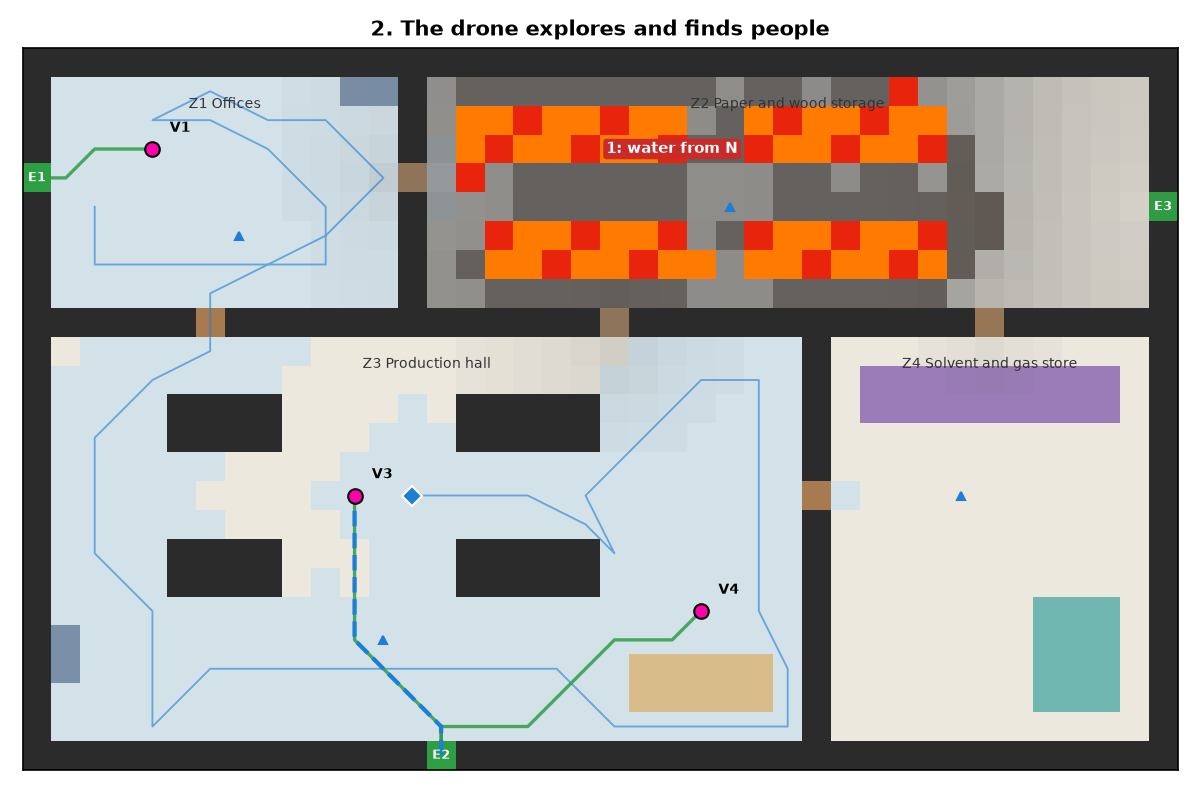 2. The drone explores and finds people
Z1 Offices
Z2 Paper and wood storage
V1
1: water from N
E1
E3
Z3 Production hall
Z4 Solvent and gas store
V3
V4
E2